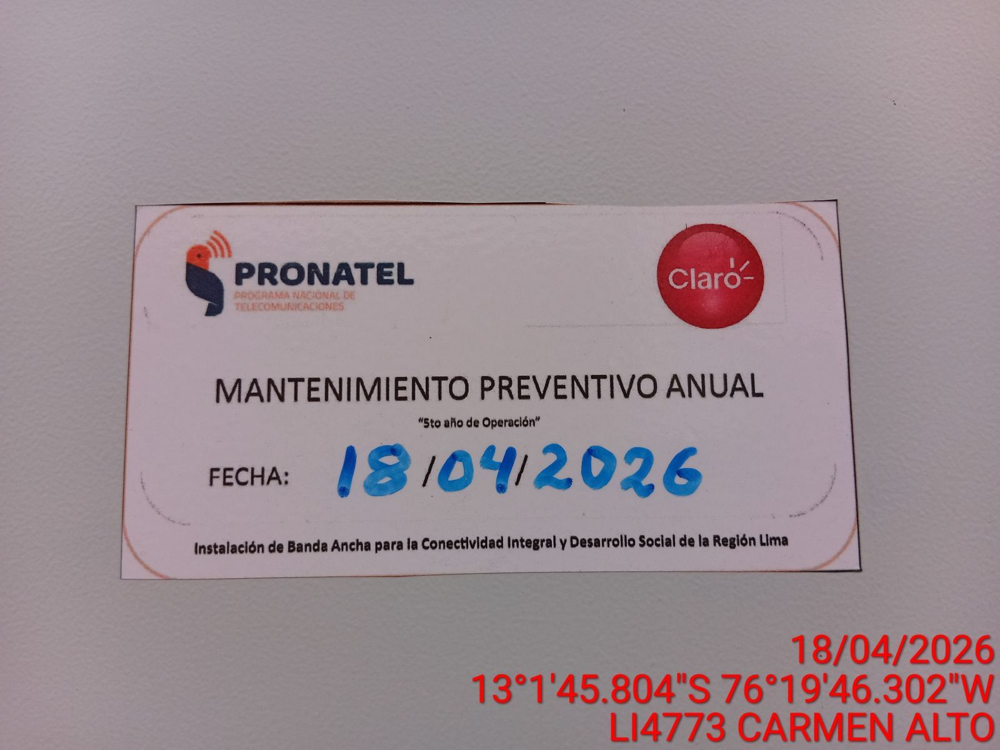 PRONATEL
PROGRAMA NACIONAL DE
TELECOMUNICACIONES
Claro
MANTENIMIENTO PREVENTIVO ANUAL
"5to año de Operación"
FECHA: 18/04/2026
Instalación de Banda Ancha para la Conectividad Integral y Desarrollo Social de la Región Lima
18/04/2026
13°1'45.804"S 76°19'46.302"W
LI4773 CARMEN ALTO